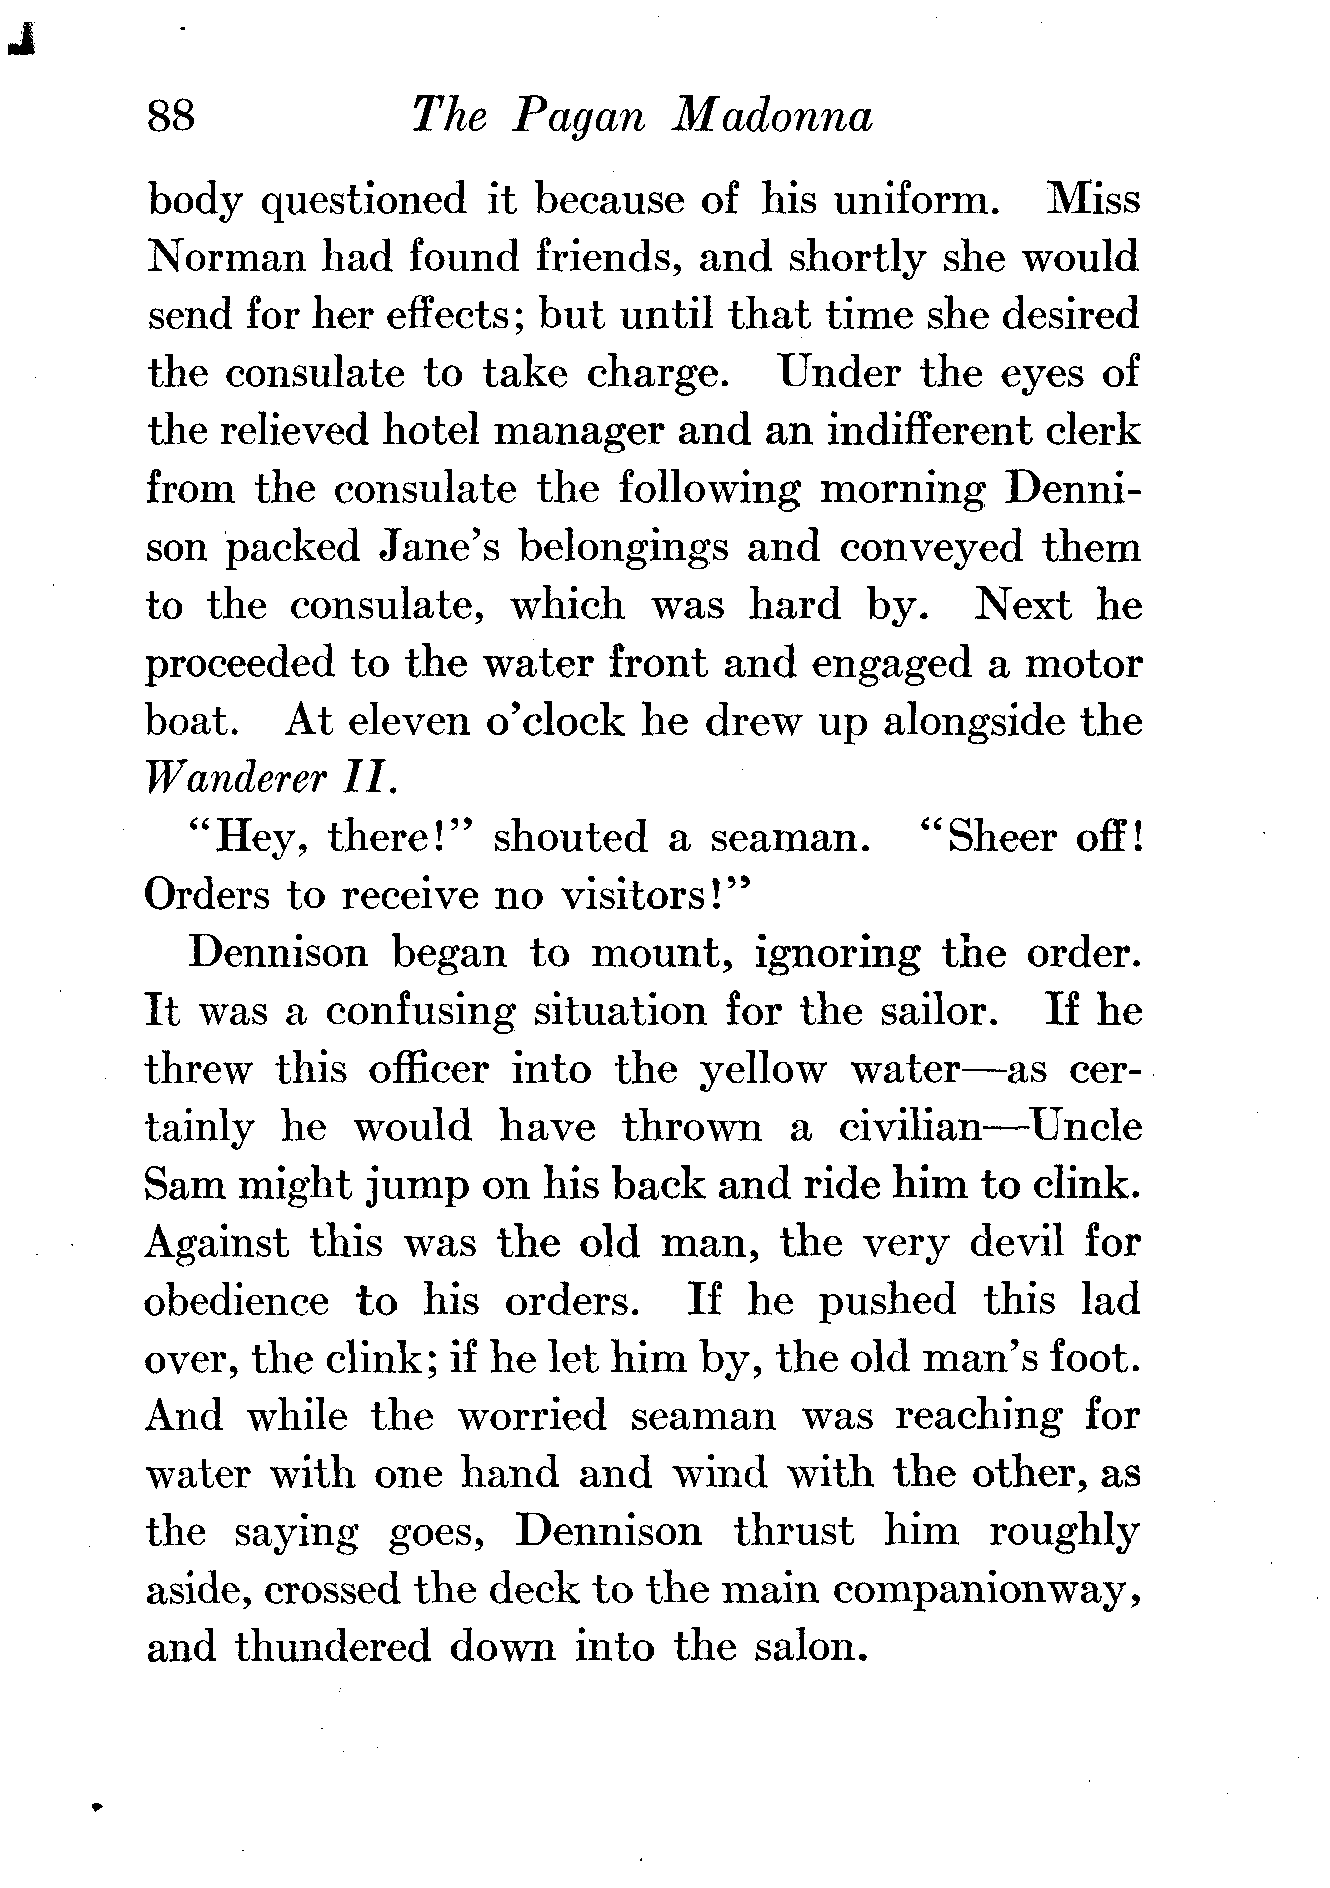 88 The Pagan Madonna
body questioned it because of his uniform. Miss
Norman had found friends, and shortly she would
send for her effects; but until that time she desired
the consulate to take charge. Under the eyes of
the relieved hotel manager and an indifferent clerk
from the consulate the following morning Denni-
son packed Jane's belongings and conveyed them
to the consulate, which was hard by. Next he
proceeded to the water front and engaged a motor
boat. At eleven o'clock he drew up alongside the
Wanderer II.
"Hey, there!" shouted a seaman. "Sheer off!
Orders to receive no visitors!"
Dennison began to mount, ignoring the order.
It was a confusing situation for the sailor. If he
threw this officer into the yellow water—as cer-
tainly he would have thrown a civilian—Uncle
Sam might jump on his back and ride him to clink.
Against this was the old man, the very devil for
obedience to his orders. If he pushed this lad
over, the clink; if he let him by, the old man's foot.
And while the worried seaman was reaching for
water with one hand and wind with the other, as
the saying goes, Dennison thrust him roughly
aside, crossed the deck to the main companionway,
and thundered down into the salon.